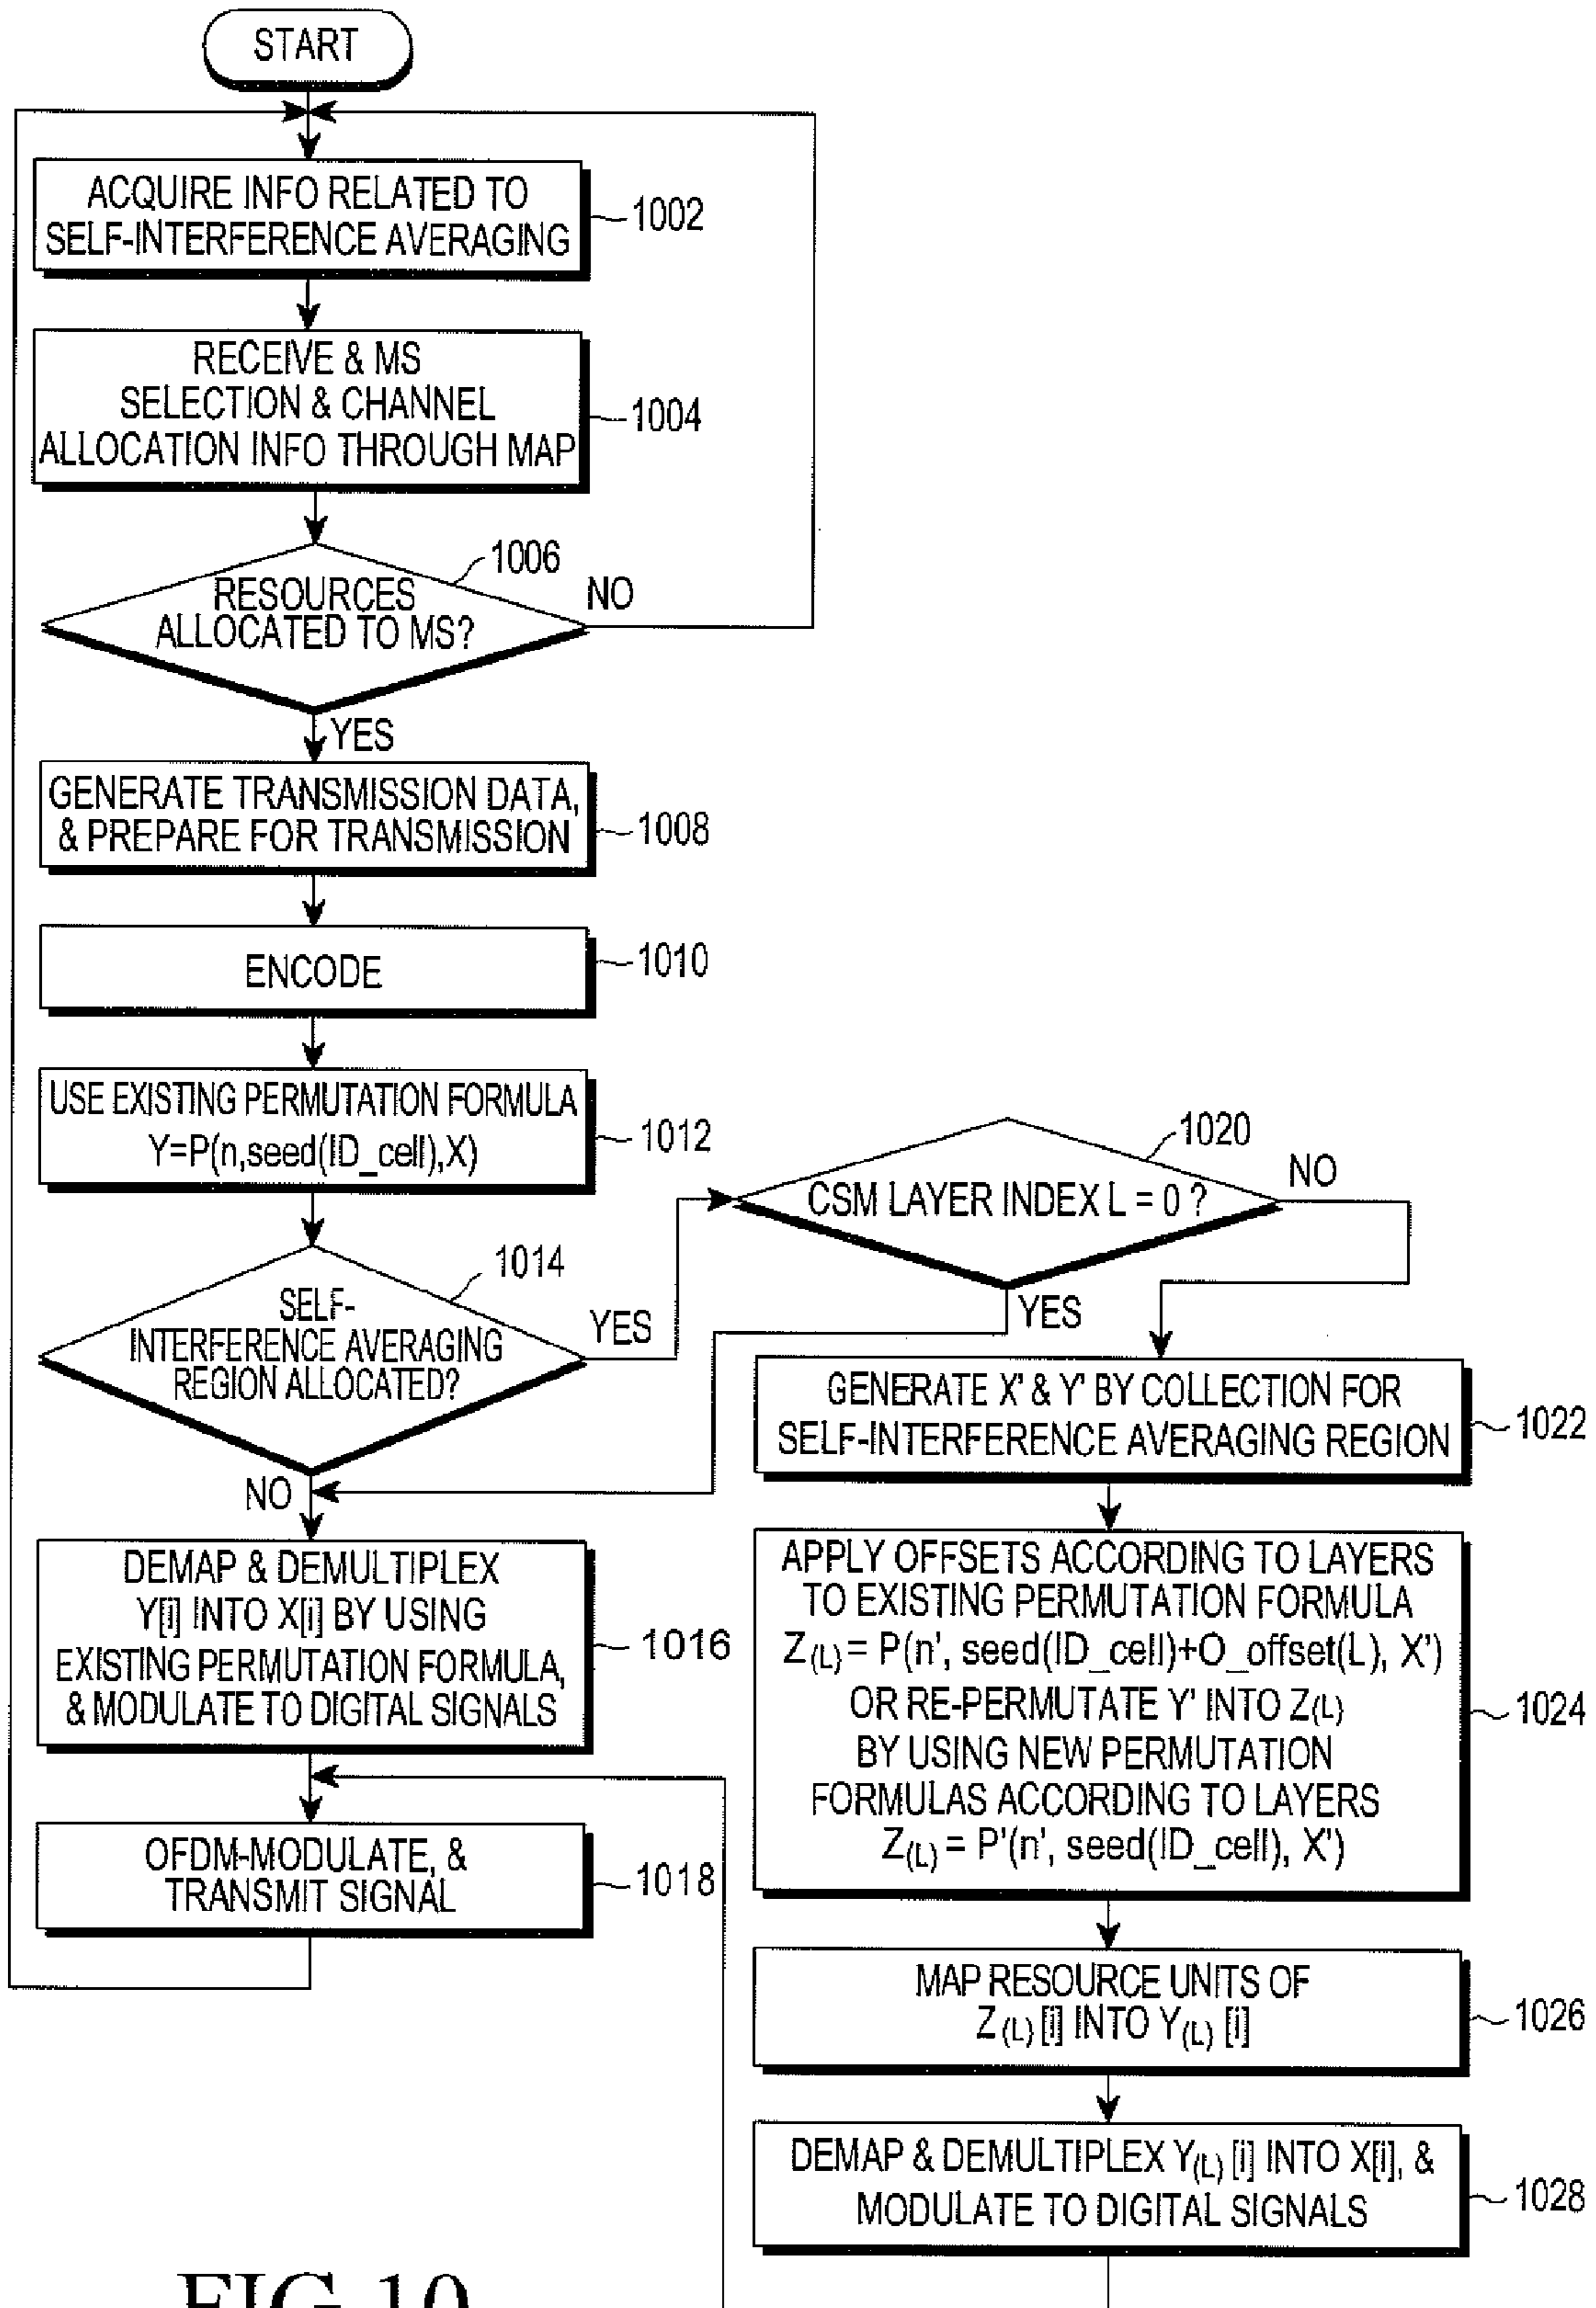 START
ACQUIRE INFO RELATED TO
SELF-INTERFERENCE AVERAGING
1002
RECEIVE & MS
SELECTION & CHANNEL
ALLOCATION INFO THROUGH MAP
1004
1006
RESOURCES
ALLOCATED TO MS?
NO
YES
GENERATE TRANSMISSION DATA,
& PREPARE FOR TRANSMISSION
1008
ENCODE
1010
USE EXISTING PERMUTATION FORMULA
Y=P(n,seed(ID_cell),X)
1012
1014
SELF-
INTERFERENCE AVERAGING
REGION ALLOCATED?
YES
NO
DEMAP & DEMULTIPLEX
Y[i] INTO X[i] BY USING
EXISTING PERMUTATION FORMULA,
& MODULATE TO DIGITAL SIGNALS
1016
OFDM-MODULATE, &
TRANSMIT SIGNAL
1018
1020
CSM LAYER INDEX L = 0 ?
NO
YES
GENERATE X' & Y' BY COLLECTION FOR
SELF-INTERFERENCE AVERAGING REGION
1022
APPLY OFFSETS ACCORDING TO LAYERS
TO EXISTING PERMUTATION FORMULA
Z(L) = P(n', seed(ID_cell)+O_offset(L), X')
OR RE-PERMUTATE Y' INTO Z(L)
BY USING NEW PERMUTATION
FORMULAS ACCORDING TO LAYERS
Z(L) = P'(n', seed(ID_cell), X')
1024
MAP RESOURCE UNITS OF
Z(L) [i] INTO Y(L) [i]
1026
DEMAP & DEMULTIPLEX Y(L) [i] INTO X[i], &
MODULATE TO DIGITAL SIGNALS
1028
FIG.10